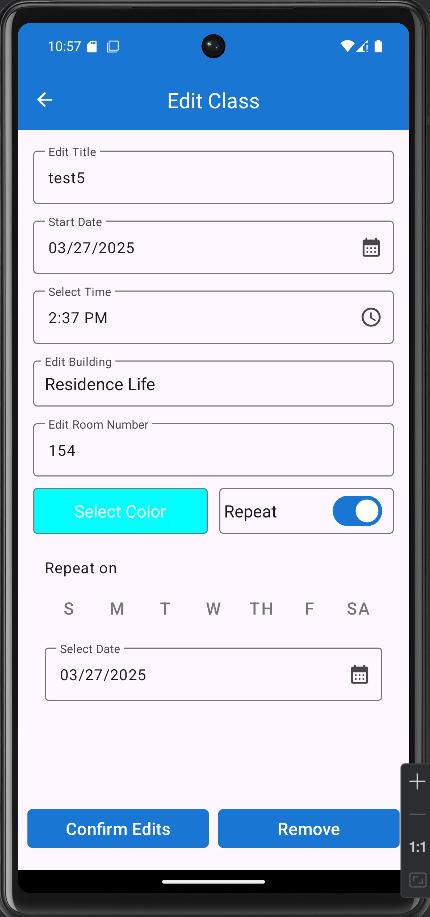 10:57
Edit Class
Edit Title
test5
Start Date
03/27/2025
Select Time
2:37 PM
Edit Building
Residence Life
Edit Room Number
154
Select Color
Repeat
Repeat on
S M T W TH F SA
Select Date
03/27/2025
Confirm Edits
Remove
1:1